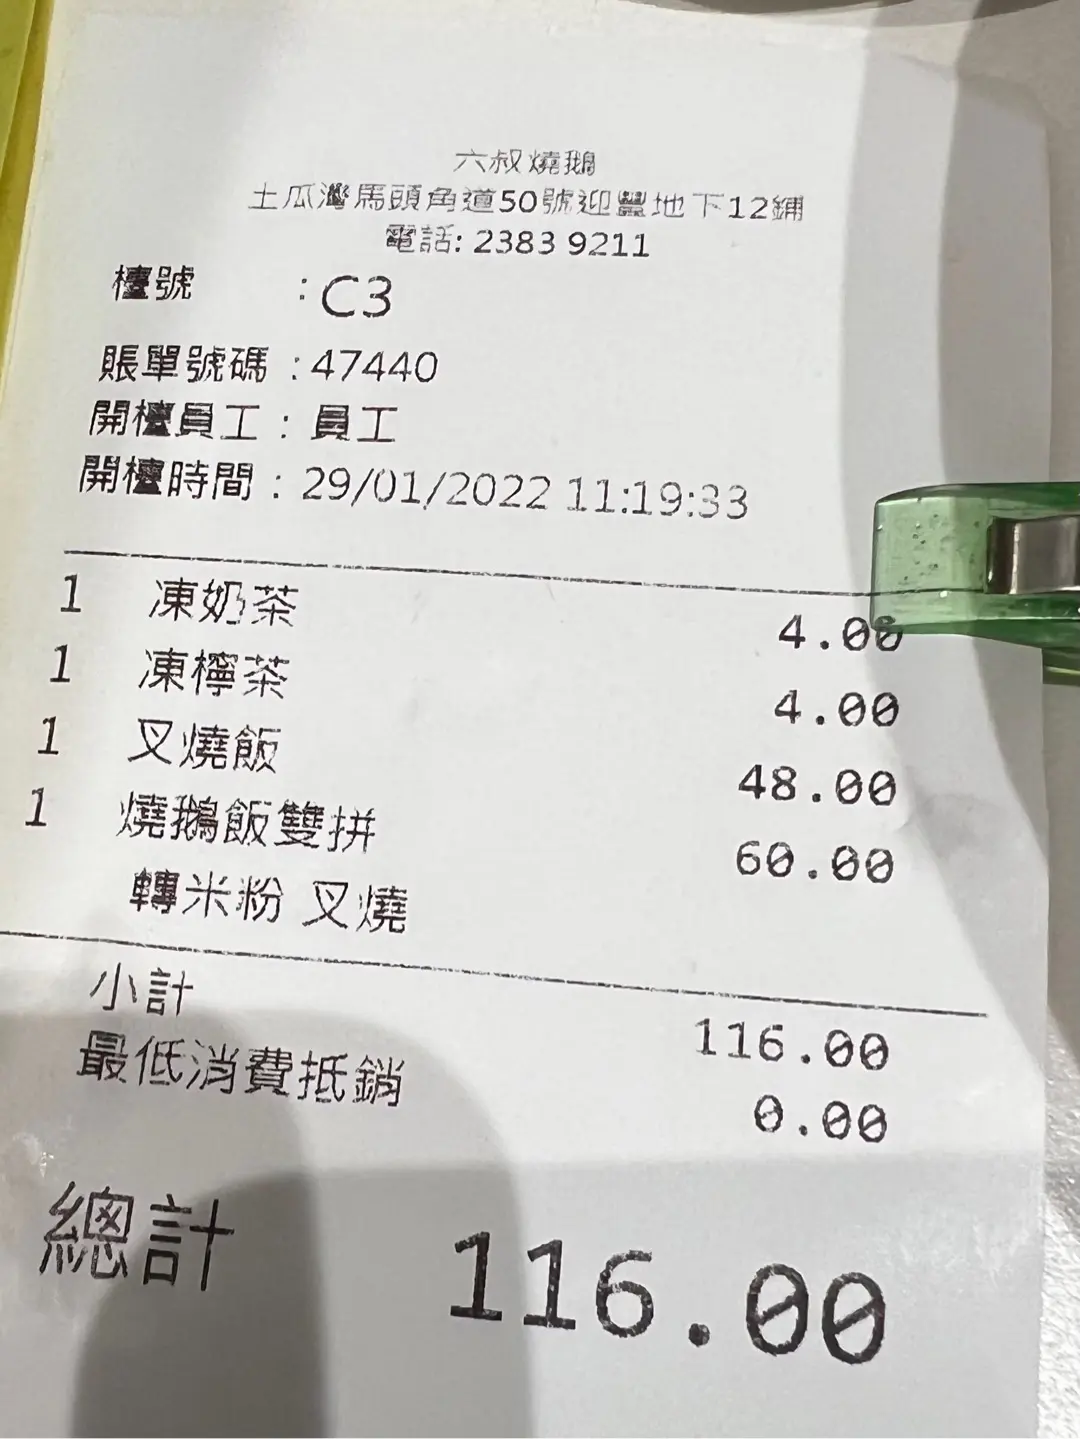 六叔燒鵝
土瓜灣馬頭角道50號迎豐地下12鋪
電話: 2383 9211
檯號 : C3
賬單號碼 : 47440
開檯員工 : 員工
開檯時間 : 29/01/2022 11:19:33
1 凍奶茶 4.00
1 凍檸茶 4.00
1 叉燒飯 48.00
1 燒鵝飯雙拼 60.00
轉米粉 叉燒
小計 116.00
最低消費抵銷 0.00
總計 116.00